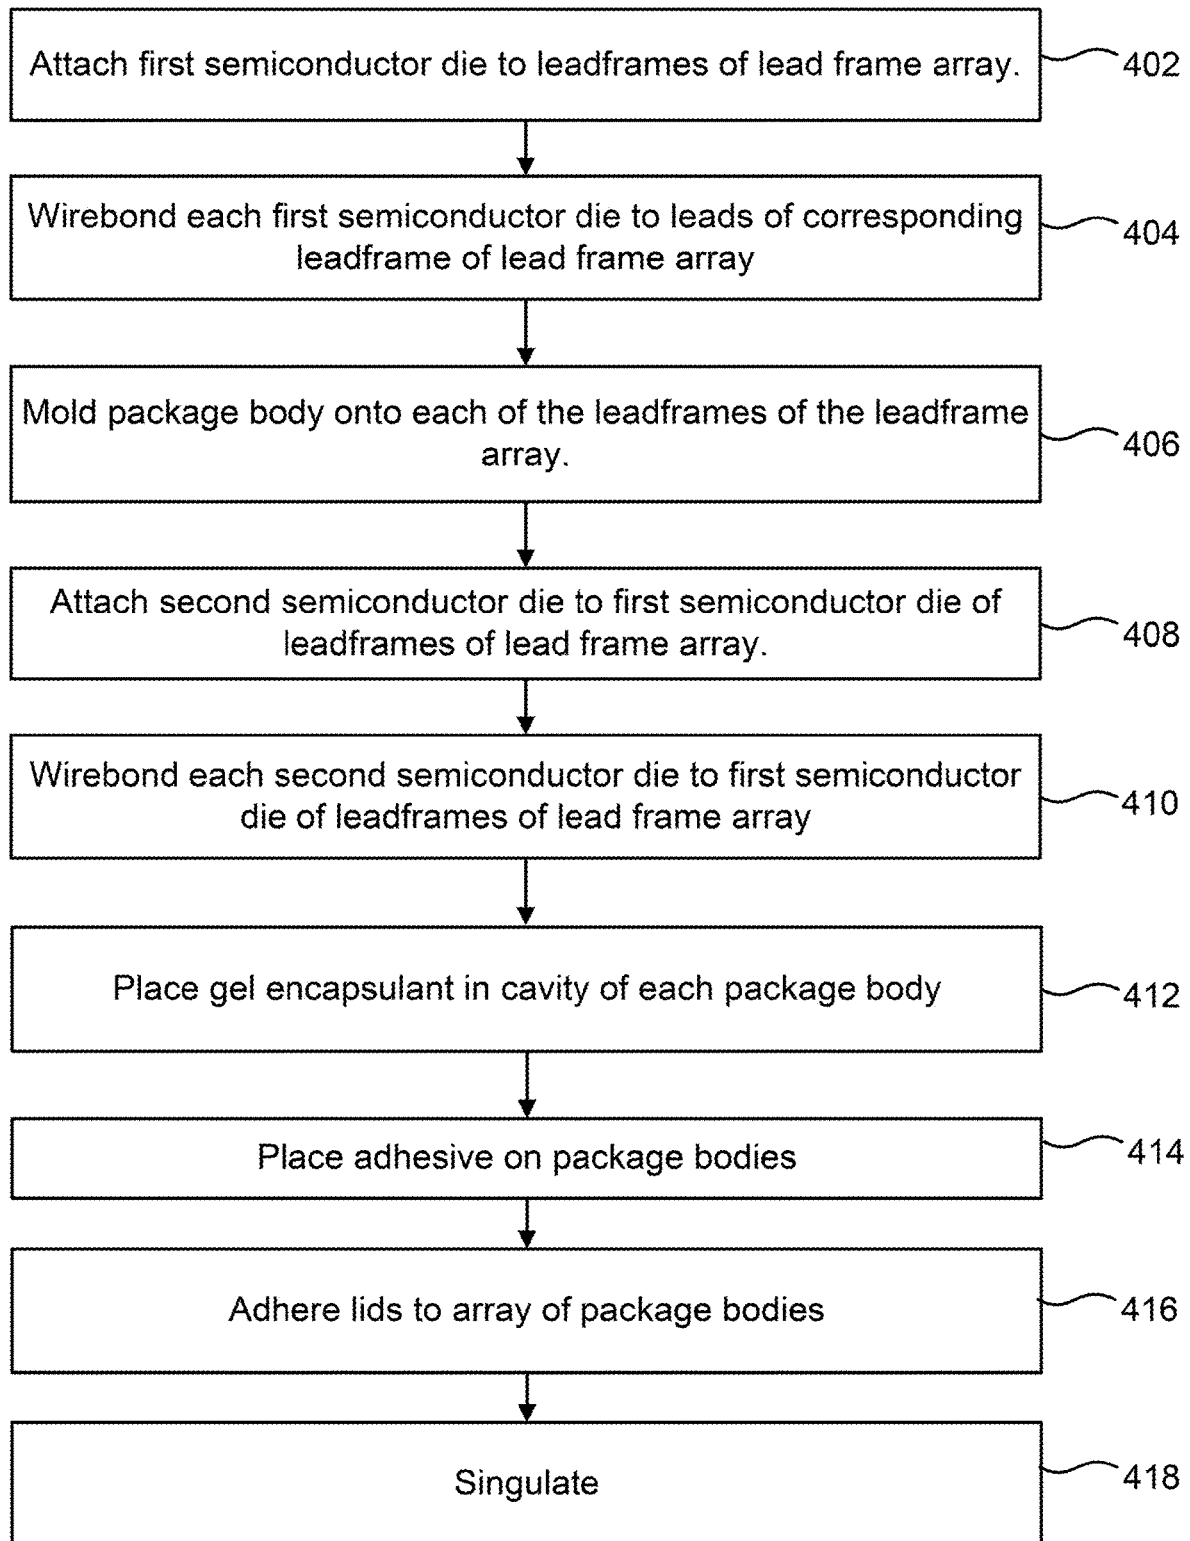 Attach first semiconductor die to leadframes of lead frame array.
402
Wirebond each first semiconductor die to leads of corresponding
leadframe of lead frame array
404
Mold package body onto each of the leadframes of the leadframe
array.
406
Attach second semiconductor die to first semiconductor die of
leadframes of lead frame array.
408
Wirebond each second semiconductor die to first semiconductor
die of leadframes of lead frame array
410
Place gel encapsulant in cavity of each package body
412
Place adhesive on package bodies
414
Adhere lids to array of package bodies
416
Singulate
418